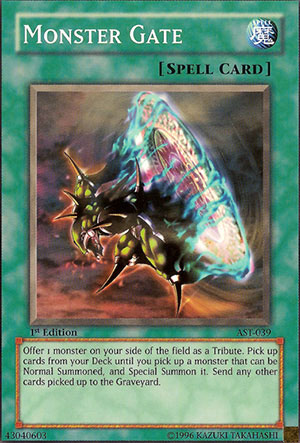 MONSTER GATE
[SPELL CARD]
1st Edition
AST-039
Offer 1 monster on your side of the field as a Tribute. Pick up
cards from your Deck until you pick up a monster that can be
Normal Summoned, and Special Summon it. Send any other
cards picked up to the Graveyard.
43040603
©1996 KAZUKI TAKAHASHI